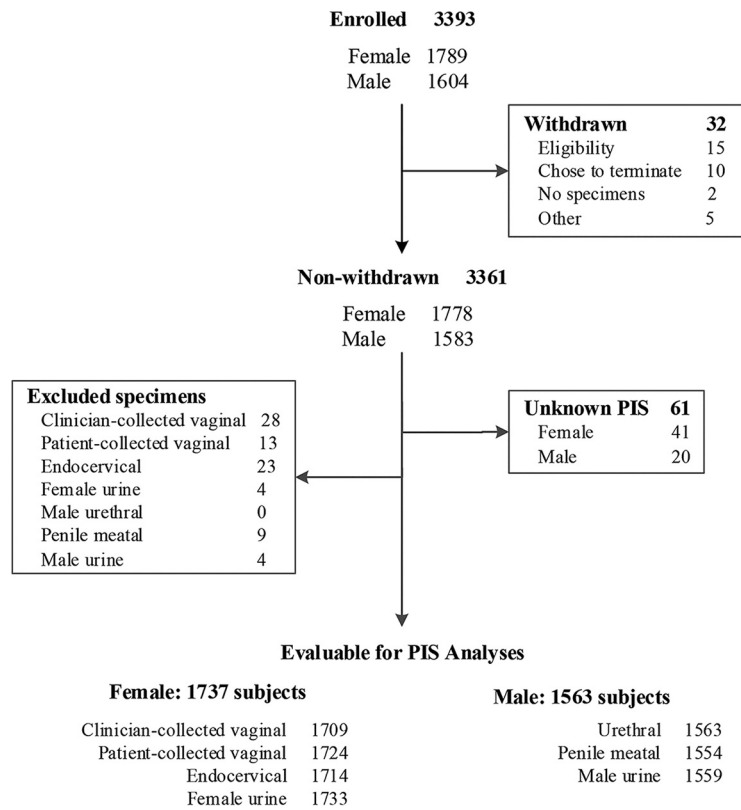 Enrolled 3393
Female 1789
Male 1604
Withdrawn 32
Eligibility 15
Chose to terminate 10
No specimens 2
Other 5
Non-withdrawn 3361
Female 1778
Male 1583
Excluded specimens
Clinician-collected vaginal 28
Patient-collected vaginal 13
Endocervical 23
Female urine 4
Male urethral 0
Penile meatal 9
Male urine 4
Unknown PIS 61
Female 41
Male 20
Evaluable for PIS Analyses
Female: 1737 subjects
Clinician-collected vaginal 1709
Patient-collected vaginal 1724
Endocervical 1714
Female urine 1733
Male: 1563 subjects
Urethral 1563
Penile meatal 1554
Male urine 1559